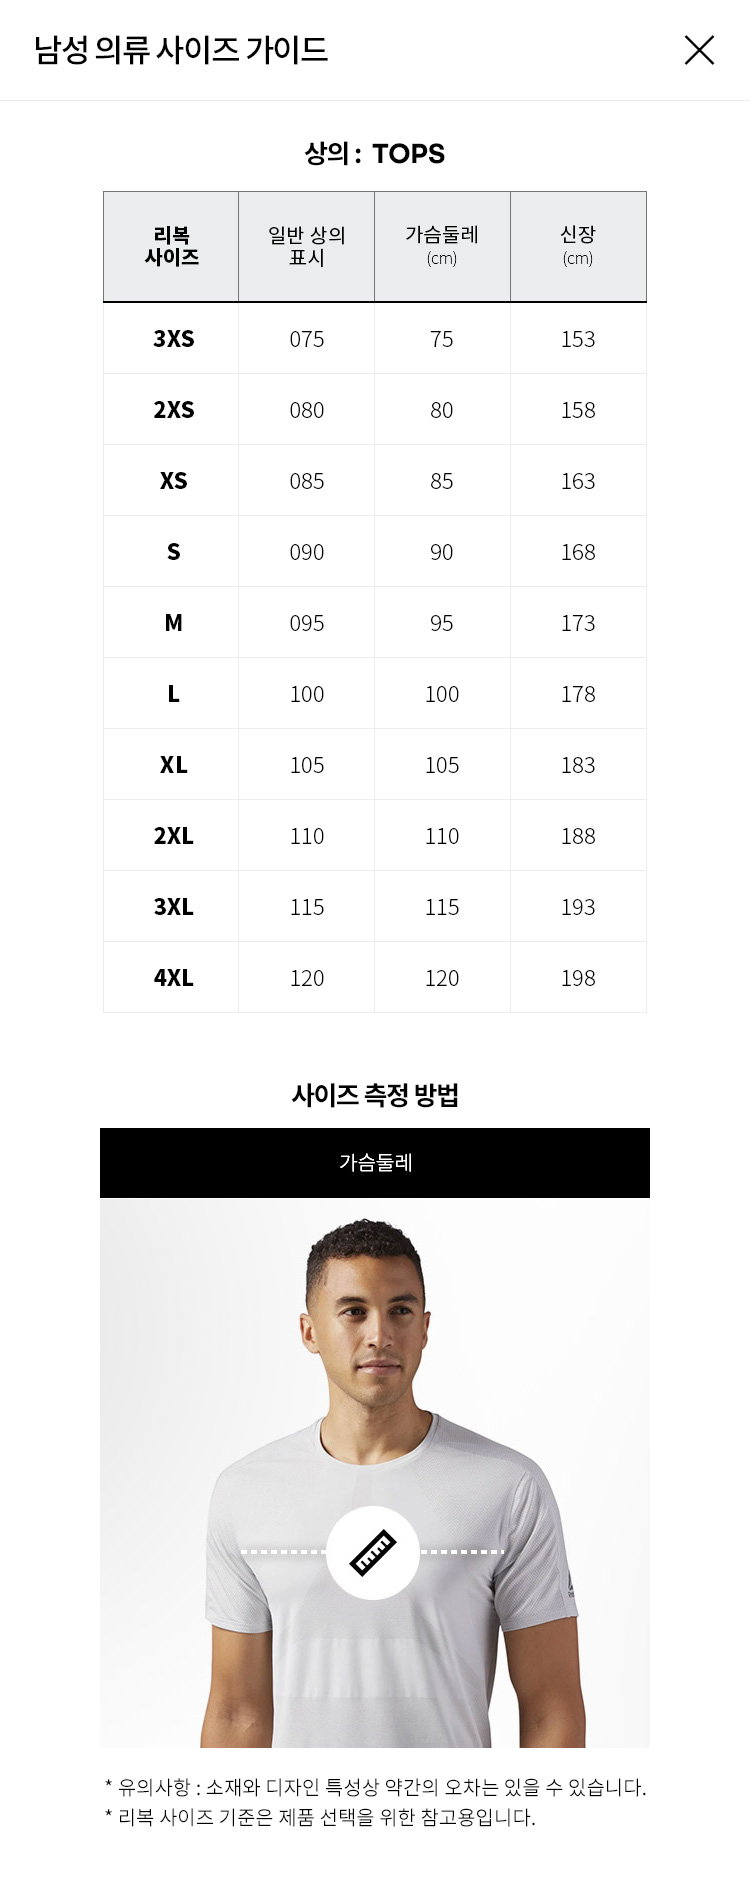 남성 의류 사이즈 가이드
상의 : TOPS
리복 사이즈 일반 상의 표시 가슴둘레 (cm) 신장 (cm)
3XS 075 75 153
2XS 080 80 158
XS 085 85 163
S 090 90 168
M 095 95 173
L 100 100 178
XL 105 105 183
2XL 110 110 188
3XL 115 115 193
4XL 120 120 198
사이즈 측정 방법
가슴둘레
* 유의사항 : 소재와 디자인 특성상 약간의 오차는 있을 수 있습니다.
* 리복 사이즈 기준은 제품 선택을 위한 참고용입니다.